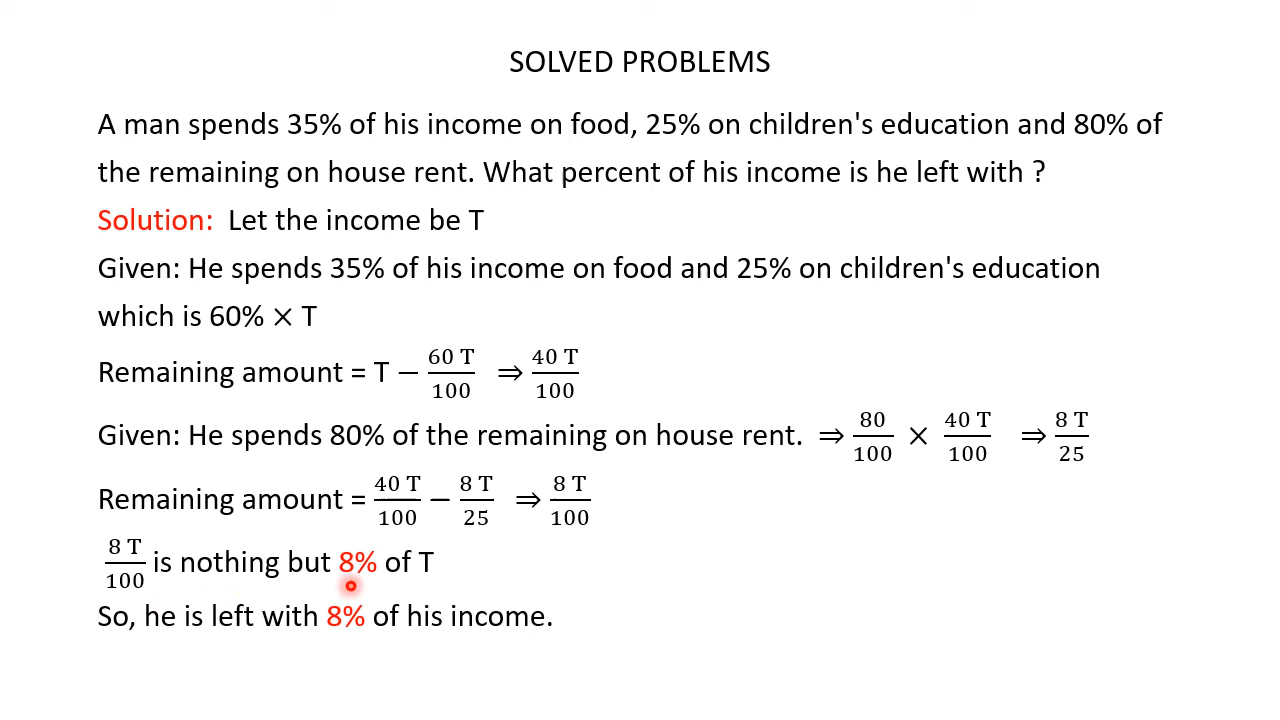 SOLVED PROBLEMS
A man spends 35% of his income on food, 25% on children's education and 80% of
the remaining on house rent. What percent of his income is he left with ?
Solution: Let the income be T
Given: He spends 35% of his income on food and 25% on children's education
which is 60% × T
Remaining amount = T − 60 T/100 ⇒ 40 T/100
Given: He spends 80% of the remaining on house rent. ⇒ 80/100 × 40 T/100 ⇒ 8 T/25
Remaining amount = 40 T/100 − 8 T/25 ⇒ 8 T/100
8 T/100 is nothing but 8% of T
So, he is left with 8% of his income.